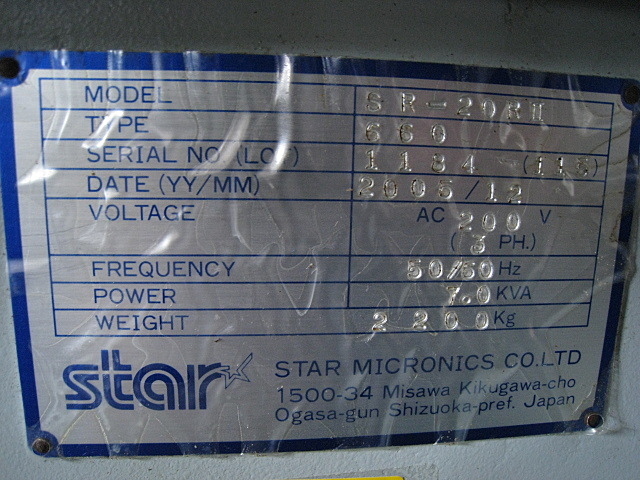 MODEL SR-20RII
TYPE 660
SERIAL NO (LOT) 1184 (115)
DATE (YY/MM) 2005/12
VOLTAGE AC 200 V
(3 PH.)
FREQUENCY 50/60 Hz
POWER 7.0 KVA
WEIGHT 2200 Kg
star STAR MICRONICS CO.LTD
1500-34 Misawa Kikugawa-cho
Ogasa-gun Shizuoka-pref. Japan